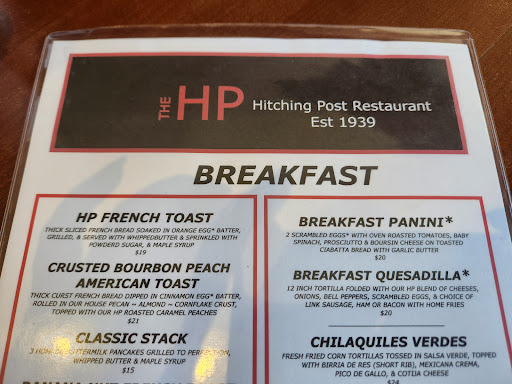 THE HP Hitching Post Restaurant
Est 1939
BREAKFAST
HP FRENCH TOAST
THICK SLICED FRENCH BREAD SOAKED IN ORANGE EGG* BATTER,
GRILLED, & SERVED WITH WHIPPEDBUTTER & SPRINKLED WITH
POWDERD SUGAR, & MAPLE SYRUP
$19
CRUSTED BOURBON PEACH
AMERICAN TOAST
THICK CURST FRENCH BREAD DIPPED IN CINNAMON EGG* BATTER,
ROLLED IN OUR HOUSE PECAN ~ ALMOND ~ CORNFLAKE CRUST,
TOPPED WITH OUR HP ROASTED CARAMEL PEACHES
$21
CLASSIC STACK
3 BUTTERMILK PANCAKES GRILLED TO
WHIPPED BUTTER & MAPLE SYRUP
$15
BREAKFAST PANINI*
2 SCRAMBLED EGGS* WITH OVEN ROASTED TOMATOES, BABY
SPINACH, PROSCIUTTO & BOURSIN CHEESE ON TOASTED
CIABATTA BREAD WITH GARLIC BUTTER
$20
BREAKFAST QUESADILLA*
12 INCH TORTILLA FOLDED WITH OUR HP BLEND OF CHEESES,
ONIONS, BELL PEPPERS, SCRAMBLED EGGS, & CHOICE OF
LINK SAUSAGE, HAM OR BACON WITH HOME FRIES
$20
CHILAQUILES VERDES
FRESH FRIED CORN TORTILLAS TOSSED IN SALSA VERDE, TOPPED
WITH BIRRIA DE RES (SHORT RIB), MEXICANA CREMA,
PICO DE GALLO, & COTIJA CHEESE
$24